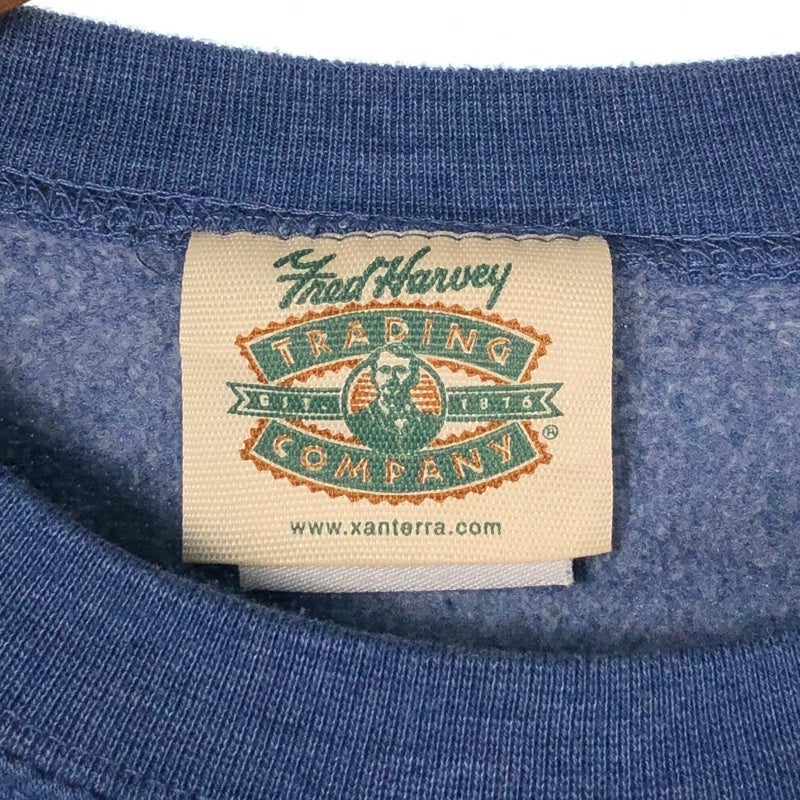 Fred Harvey
TRADING
EST 1876
COMPANY ®
www.xanterra.com